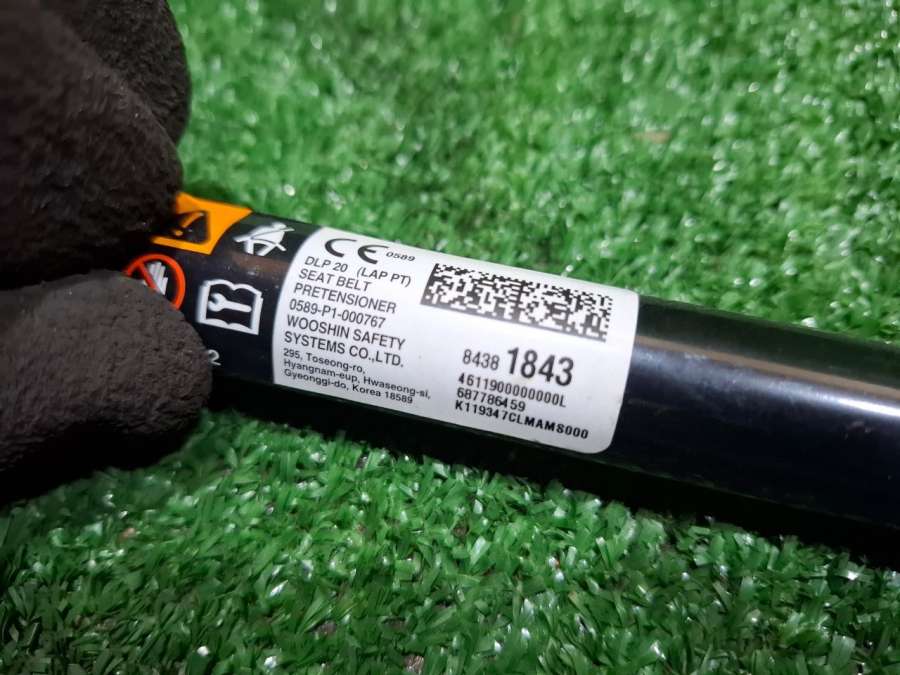 CE 0589
DLP 20 (LAP PT)
SEAT BELT
PRETENSIONER
0589-P1-000767
WOOSHIN SAFETY
SYSTEMS CO.,LTD.
295, Toseong-ro,
Hyangnam-eup, Hwaseong-si,
Gyeonggi-do, Korea 18589
8438 1843
4611900000000L
687786459
K119347CLMAMS000
2